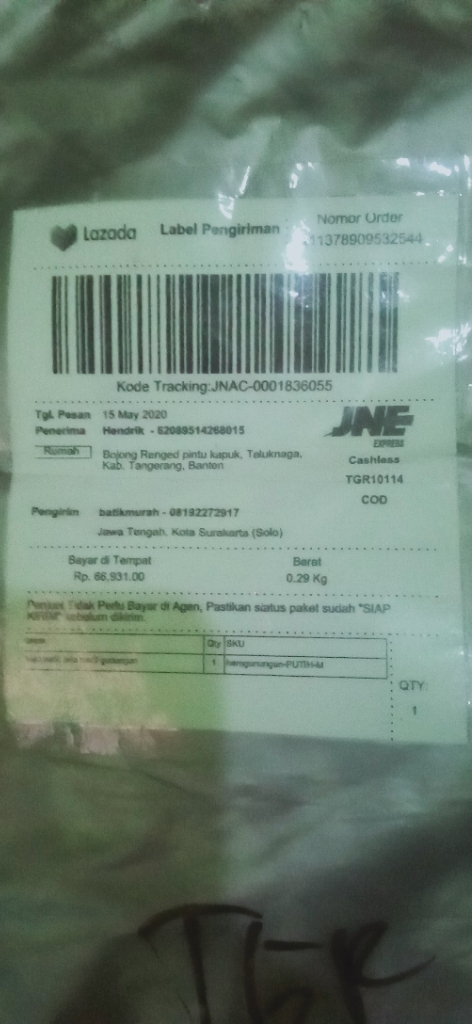 Lazada
Label Pengiriman
Nomor Order
11378909532544
Kode Tracking:JNAC-0001836055
Tgl. Pesan 15 May 2020
Penerima Hendrik - 62089514268015
Rumah
Bojong Renged pintu kapuk, Teluknaga,
Kab. Tangerang, Banten
JNE
EXPRESS
Cashless
TGR10114
COD
Pengirim batikmurah - 08192272917
Jawa Tengah, Kota Surakarta (Solo)
Bayar di Tempat
Rp. 66,931.00
Berat
0.29 Kg
Penjual Tidak Perlu Bayar di Agen, Pastikan status paket sudah "SIAP
KIRIM" sebelum dikirim.
Qty SKU
1
QTY:
1
TGR